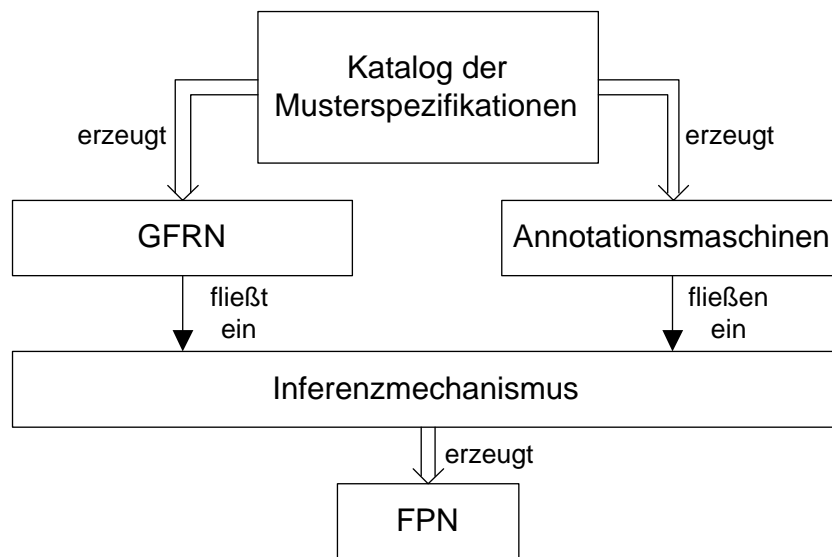 Katalog der
Musterspezifikationen
erzeugt
erzeugt
GFRN
Annotationsmaschinen
fließt
ein
fließen
ein
Inferenzmechanismus
erzeugt
FPN